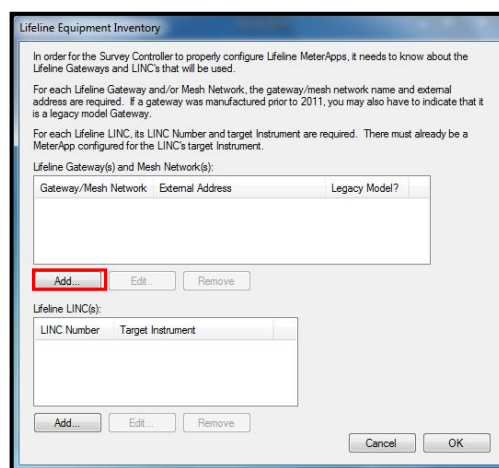 Lifeline Equipment Inventory
In order for the Survey Controller to properly configure Lifeline MeterApps, it needs to know about the
Lifeline Gateways and LINC's that will be used.
For each Lifeline Gateway and/or Mesh Network, the gateway/mesh network name and external
address are required. If a gateway was manufactured prior to 2011, you may also have to indicate that it
is a legacy model Gateway.
For each Lifeline LINC, its LINC Number and target Instrument are required. There must already be a
MeterApp configured for the LINC's target Instrument.
Lifeline Gateway(s) and Mesh Network(s):
Gateway/Mesh Network External Address Legacy Model?
Add... Edit... Remove
Lifeline LINC(s):
LINC Number Target Instrument
Add... Edit... Remove
Cancel OK